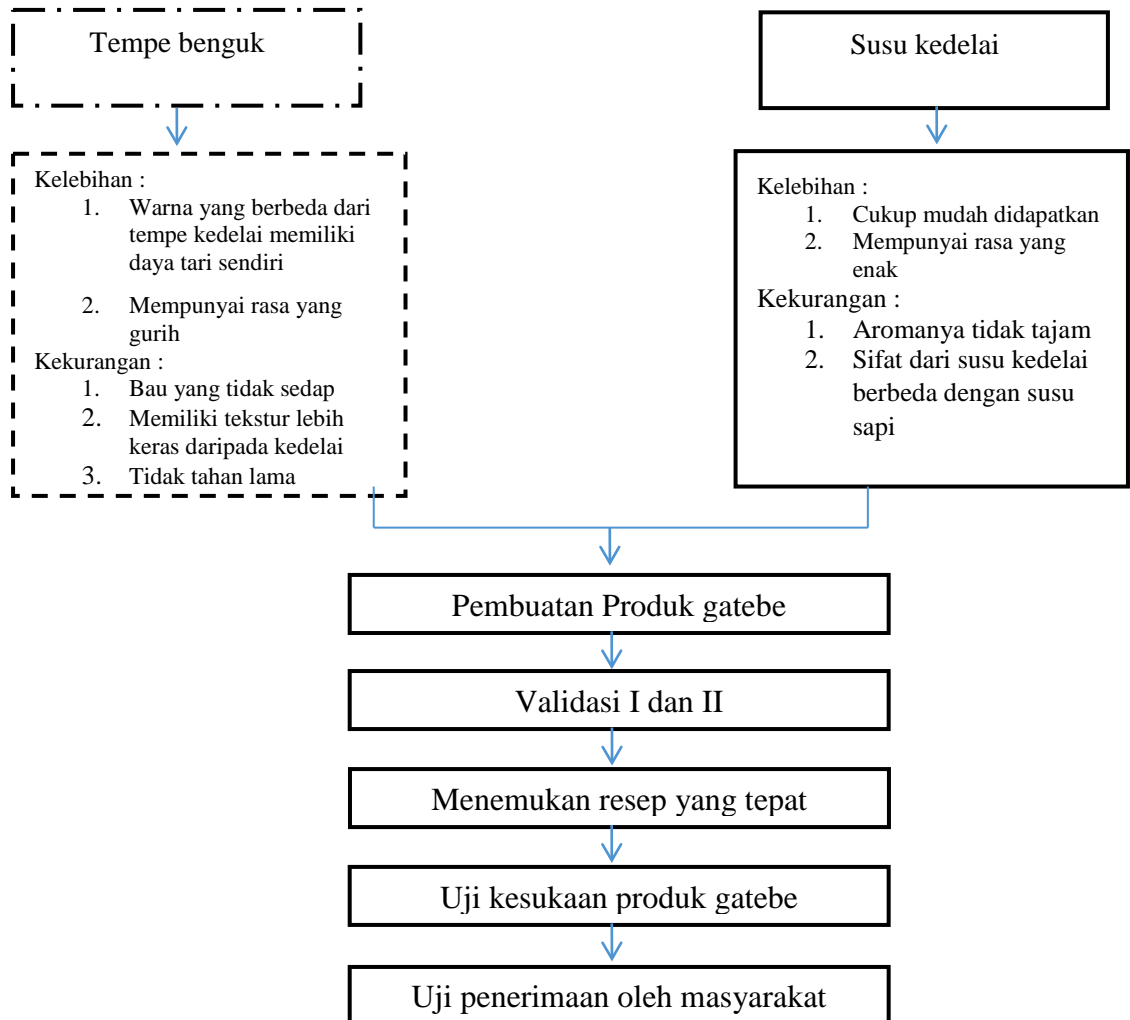 Tempe benguk
Susu kedelai
Kelebihan :
1. Warna yang berbeda dari
tempe kedelai memiliki
daya tari sendiri
2. Mempunyai rasa yang
gurih
Kekurangan :
1. Bau yang tidak sedap
2. Memiliki tekstur lebih
keras daripada kedelai
3. Tidak tahan lama
Kelebihan :
1. Cukup mudah didapatkan
2. Mempunyai rasa yang
enak
Kekurangan :
1. Aromanya tidak tajam
2. Sifat dari susu kedelai
berbeda dengan susu
sapi
Pembuatan Produk gatebe
Validasi I dan II
Menemukan resep yang tepat
Uji kesukaan produk gatebe
Uji penerimaan oleh masyarakat